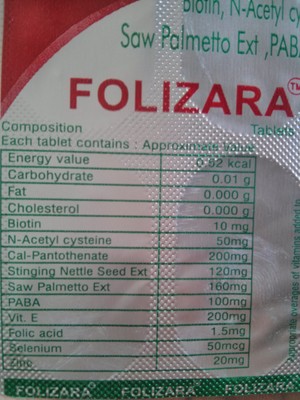 Biotin, N-Acetyl cy
Saw Palmetto Ext ,PABA
FOLIZARA™
Tablets
Composition
Each tablet contains : Approximate Value
Energy value 0.82 kcal
Carbohydrate 0.01 g
Fat 0.000 g
Cholesterol 0.000 g
Biotin 10 mg
N-Acetyl cysteine 50mg
Cal-Pantothenate 200mg
Stinging Nettle Seed Ext 120mg
Saw Palmetto Ext 160mg
PABA 100mg
Vit. E 200mg
Folic acid 1.5mg
Selenium 50mcg
Zinc 20mg
FOLIZARA FOLIZARA FOLIZARA